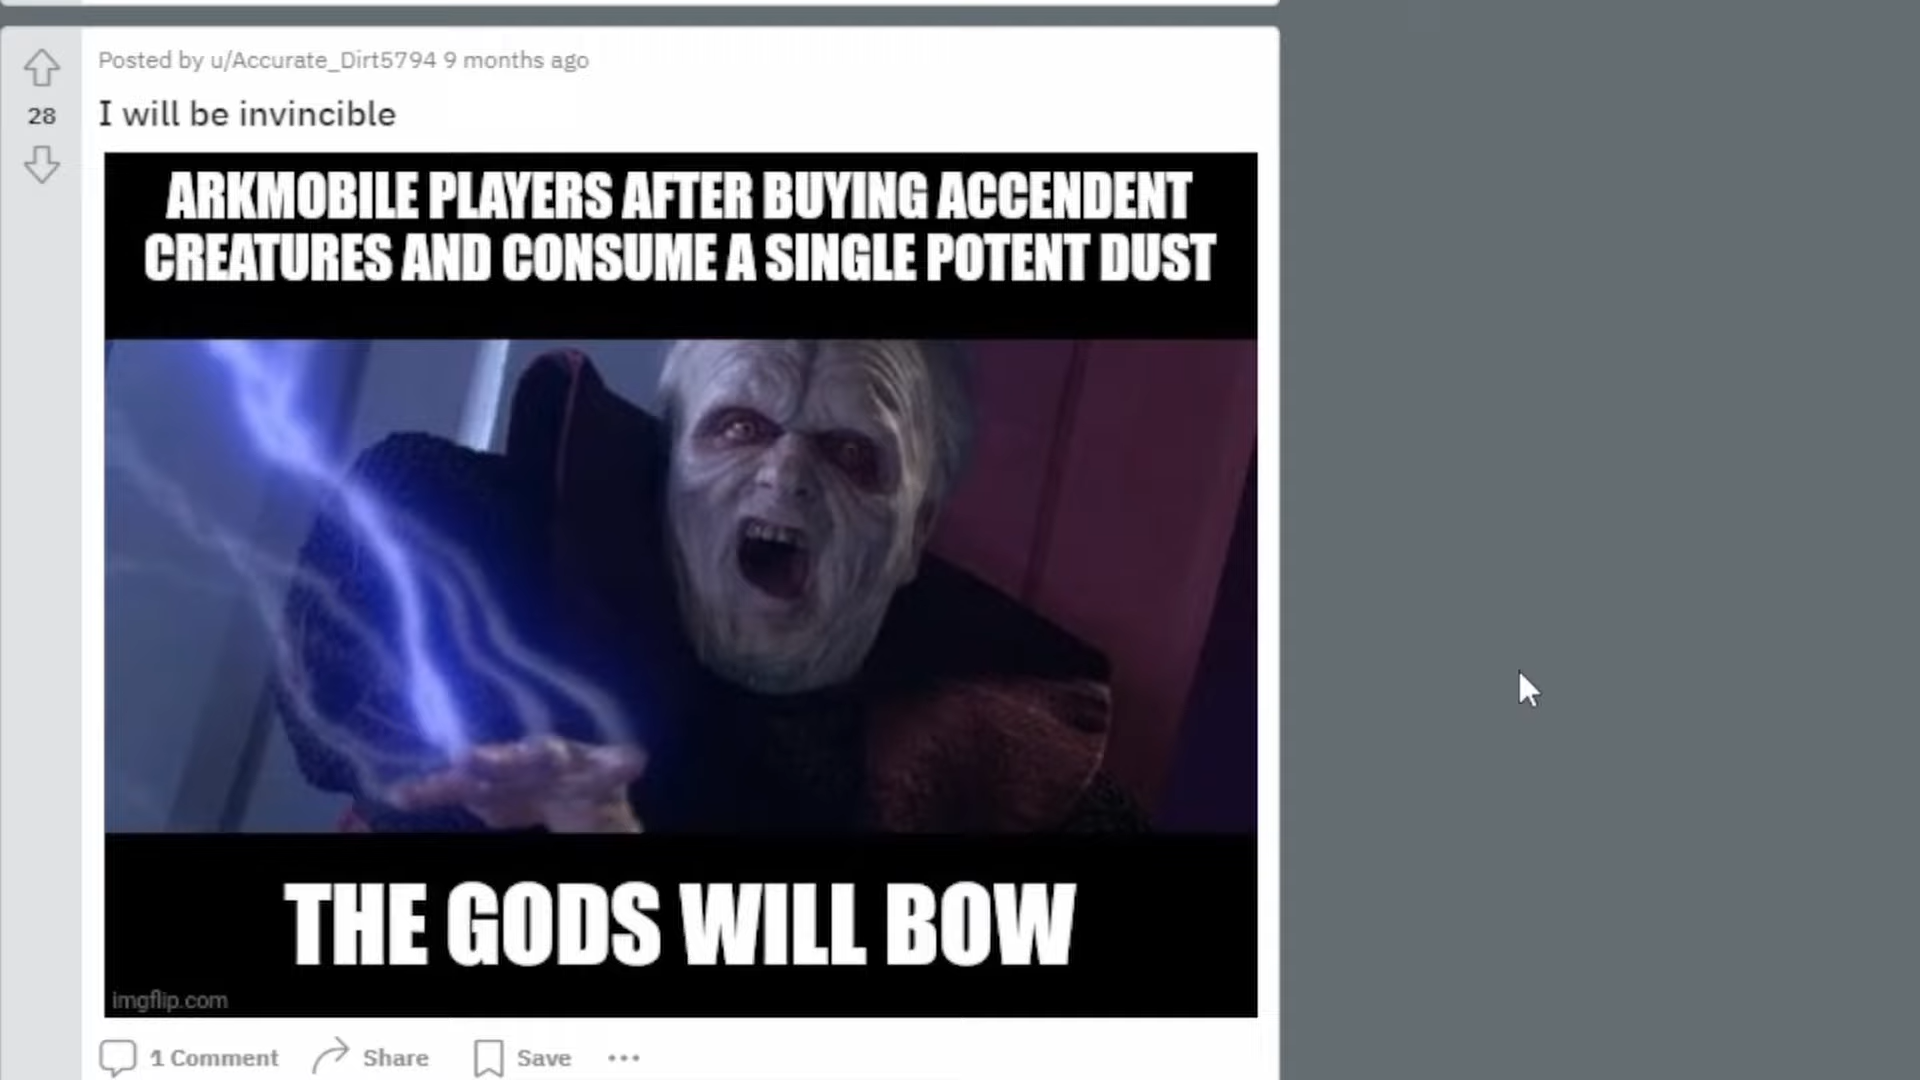 Posted by u/Accurate_Dirt5794 9 months ago
28
I will be invincible
ARKMOBILE PLAYERS AFTER BUYING ACCENDENT
CREATURES AND CONSUME A SINGLE POTENT DUST
THE GODS WILL BOW
imgflip.com
1 Comment
Share
Save